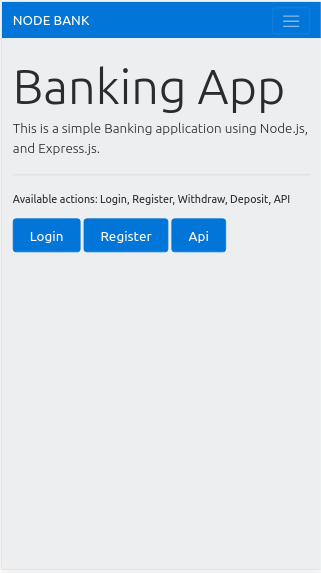 NODE BANK
Banking App
This is a simple Banking application using Node.js,
and Express.js.
Available actions: Login, Register, Withdraw, Deposit, API
Login Register Api